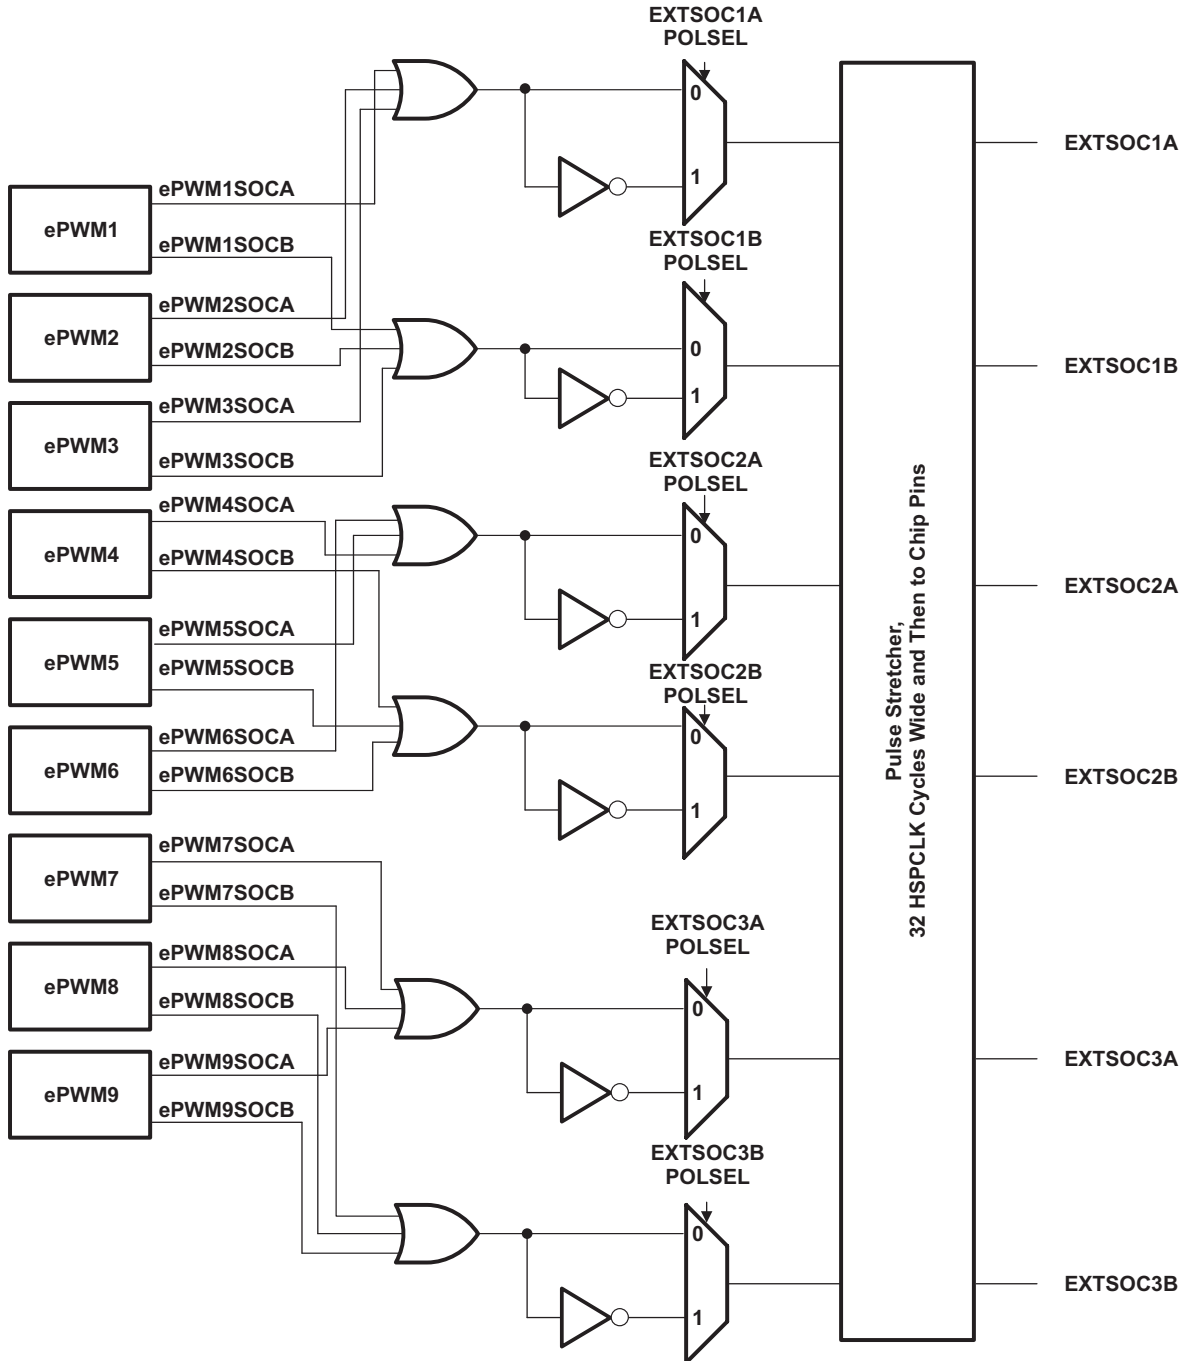 EXTSOC1A
POLSEL
0
1
EXTSOC1A
ePWM1
ePWM1SOCA
ePWM1SOCB
EXTSOC1B
POLSEL
0
1
EXTSOC1B
ePWM2
ePWM2SOCA
ePWM2SOCB
ePWM3
ePWM3SOCA
ePWM3SOCB
EXTSOC2A
POLSEL
0
1
EXTSOC2A
ePWM4
ePWM4SOCA
ePWM4SOCB
ePWM5
ePWM5SOCA
ePWM5SOCB
EXTSOC2B
POLSEL
0
1
EXTSOC2B
ePWM6
ePWM6SOCA
ePWM6SOCB
Pulse Stretcher,
32 HSPCLK Cycles Wide and Then to Chip Pins
ePWM7
ePWM7SOCA
ePWM7SOCB
EXTSOC3A
POLSEL
0
1
EXTSOC3A
ePWM8
ePWM8SOCA
ePWM8SOCB
ePWM9
ePWM9SOCA
ePWM9SOCB
EXTSOC3B
POLSEL
0
1
EXTSOC3B